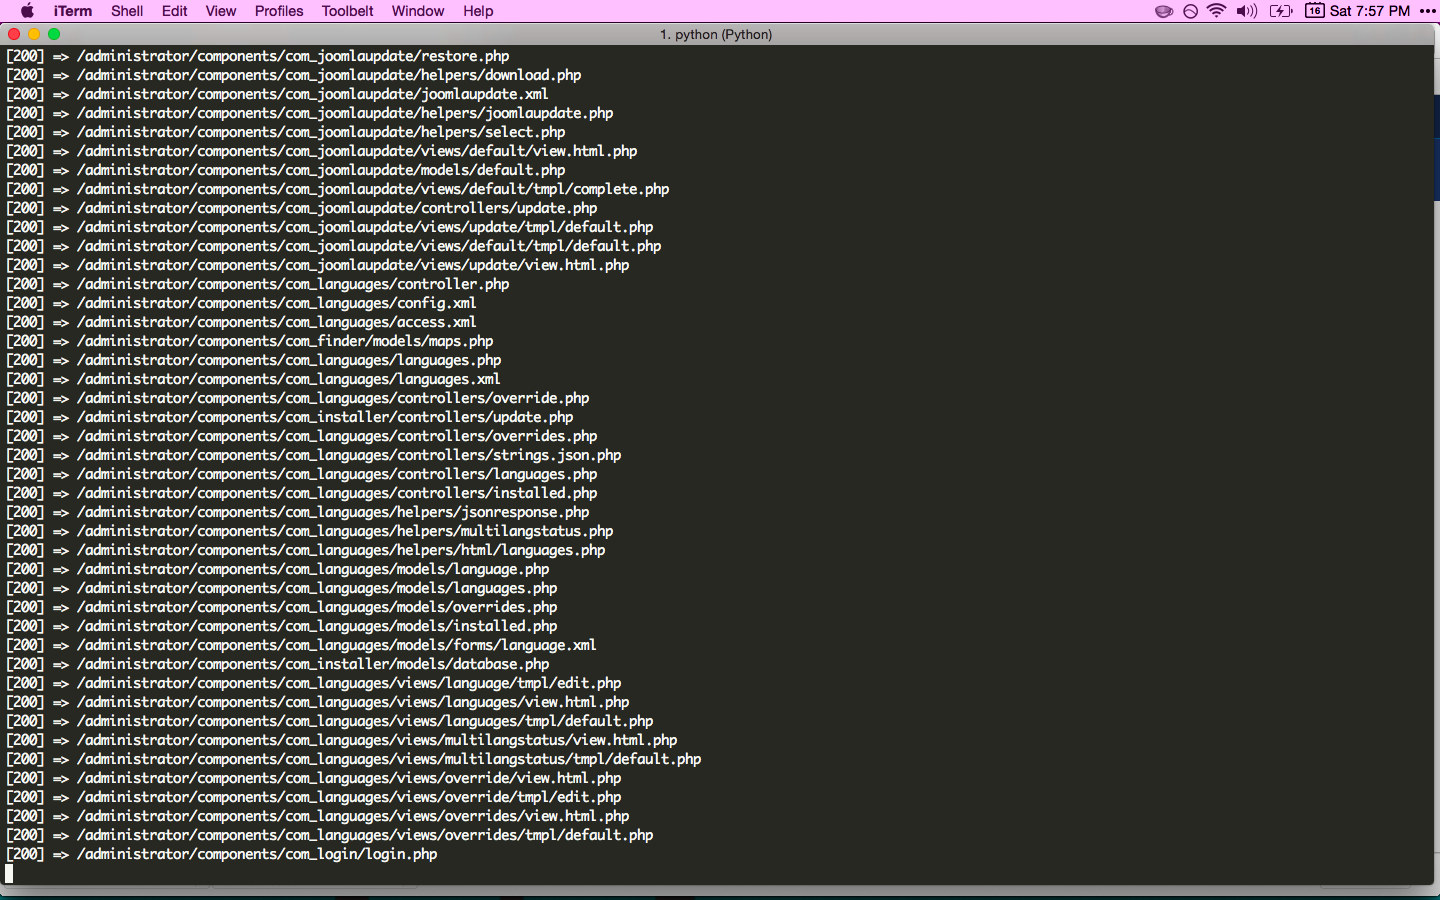 iTerm Shell Edit View Profiles Toolbelt Window Help 16 Sat 7:57 PM
1. python (Python)
[200] => /administrator/components/com_joomlaupdate/restore.php
[200] => /administrator/components/com_joomlaupdate/helpers/download.php
[200] => /administrator/components/com_joomlaupdate/joomlaupdate.xml
[200] => /administrator/components/com_joomlaupdate/helpers/joomlaupdate.php
[200] => /administrator/components/com_joomlaupdate/helpers/select.php
[200] => /administrator/components/com_joomlaupdate/views/default/view.html.php
[200] => /administrator/components/com_joomlaupdate/models/default.php
[200] => /administrator/components/com_joomlaupdate/views/default/tmpl/complete.php
[200] => /administrator/components/com_joomlaupdate/controllers/update.php
[200] => /administrator/components/com_joomlaupdate/views/update/tmpl/default.php
[200] => /administrator/components/com_joomlaupdate/views/default/tmpl/default.php
[200] => /administrator/components/com_joomlaupdate/views/update/view.html.php
[200] => /administrator/components/com_languages/controller.php
[200] => /administrator/components/com_languages/config.xml
[200] => /administrator/components/com_languages/access.xml
[200] => /administrator/components/com_finder/models/maps.php
[200] => /administrator/components/com_languages/languages.php
[200] => /administrator/components/com_languages/languages.xml
[200] => /administrator/components/com_languages/controllers/override.php
[200] => /administrator/components/com_installer/controllers/update.php
[200] => /administrator/components/com_languages/controllers/overrides.php
[200] => /administrator/components/com_languages/controllers/strings.json.php
[200] => /administrator/components/com_languages/controllers/languages.php
[200] => /administrator/components/com_languages/controllers/installed.php
[200] => /administrator/components/com_languages/helpers/jsonresponse.php
[200] => /administrator/components/com_languages/helpers/multilangstatus.php
[200] => /administrator/components/com_languages/helpers/html/languages.php
[200] => /administrator/components/com_languages/models/language.php
[200] => /administrator/components/com_languages/models/languages.php
[200] => /administrator/components/com_languages/models/overrides.php
[200] => /administrator/components/com_languages/models/installed.php
[200] => /administrator/components/com_languages/models/forms/language.xml
[200] => /administrator/components/com_installer/models/database.php
[200] => /administrator/components/com_languages/views/language/tmpl/edit.php
[200] => /administrator/components/com_languages/views/languages/view.html.php
[200] => /administrator/components/com_languages/views/languages/tmpl/default.php
[200] => /administrator/components/com_languages/views/multilangstatus/view.html.php
[200] => /administrator/components/com_languages/views/multilangstatus/tmpl/default.php
[200] => /administrator/components/com_languages/views/override/view.html.php
[200] => /administrator/components/com_languages/views/override/tmpl/edit.php
[200] => /administrator/components/com_languages/views/overrides/view.html.php
[200] => /administrator/components/com_languages/views/overrides/tmpl/default.php
[200] => /administrator/components/com_login/login.php